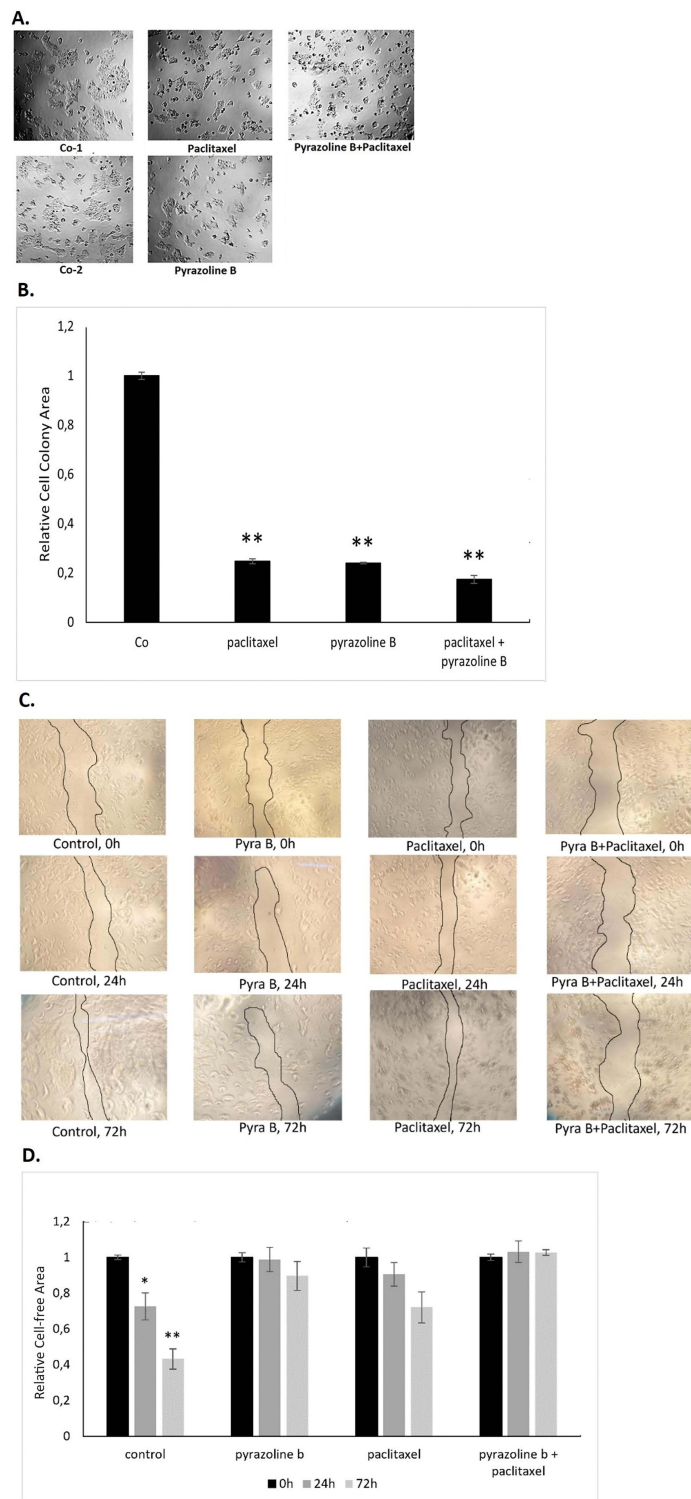 A.
Co-1
Paclitaxel
Pyrazoline B+Paclitaxel
Co-2
Pyrazoline B
B.
Relative Cell Colony Area
1,2
1
0,8
0,6
0,4
0,2
0
**
**
**
Co
paclitaxel
pyrazoline B
paclitaxel +
pyrazoline B
C.
Control, 0h
Pyra B, 0h
Paclitaxel, 0h
Pyra B+Paclitaxel, 0h
Control, 24h
Pyra B, 24h
Paclitaxel, 24h
Pyra B+Paclitaxel, 24h
Control, 72h
Pyra B, 72h
Paclitaxel, 72h
Pyra B+Paclitaxel, 72h
D.
Relative Cell-free Area
1,2
1
0,8
0,6
0,4
0,2
0
*
**
control
pyrazoline b
paclitaxel
pyrazoline b +
paclitaxel
0h
24h
72h